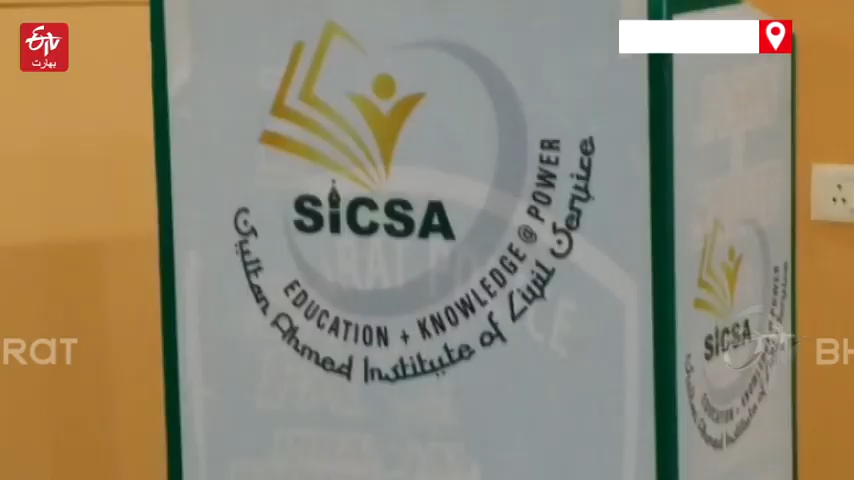 ETV
بھارت
SiCSA
EDUCATION + KNOWLEDGE @ POWER
Sultan Ahmed Institute of Civil Service
RAT
BH
SiCSA